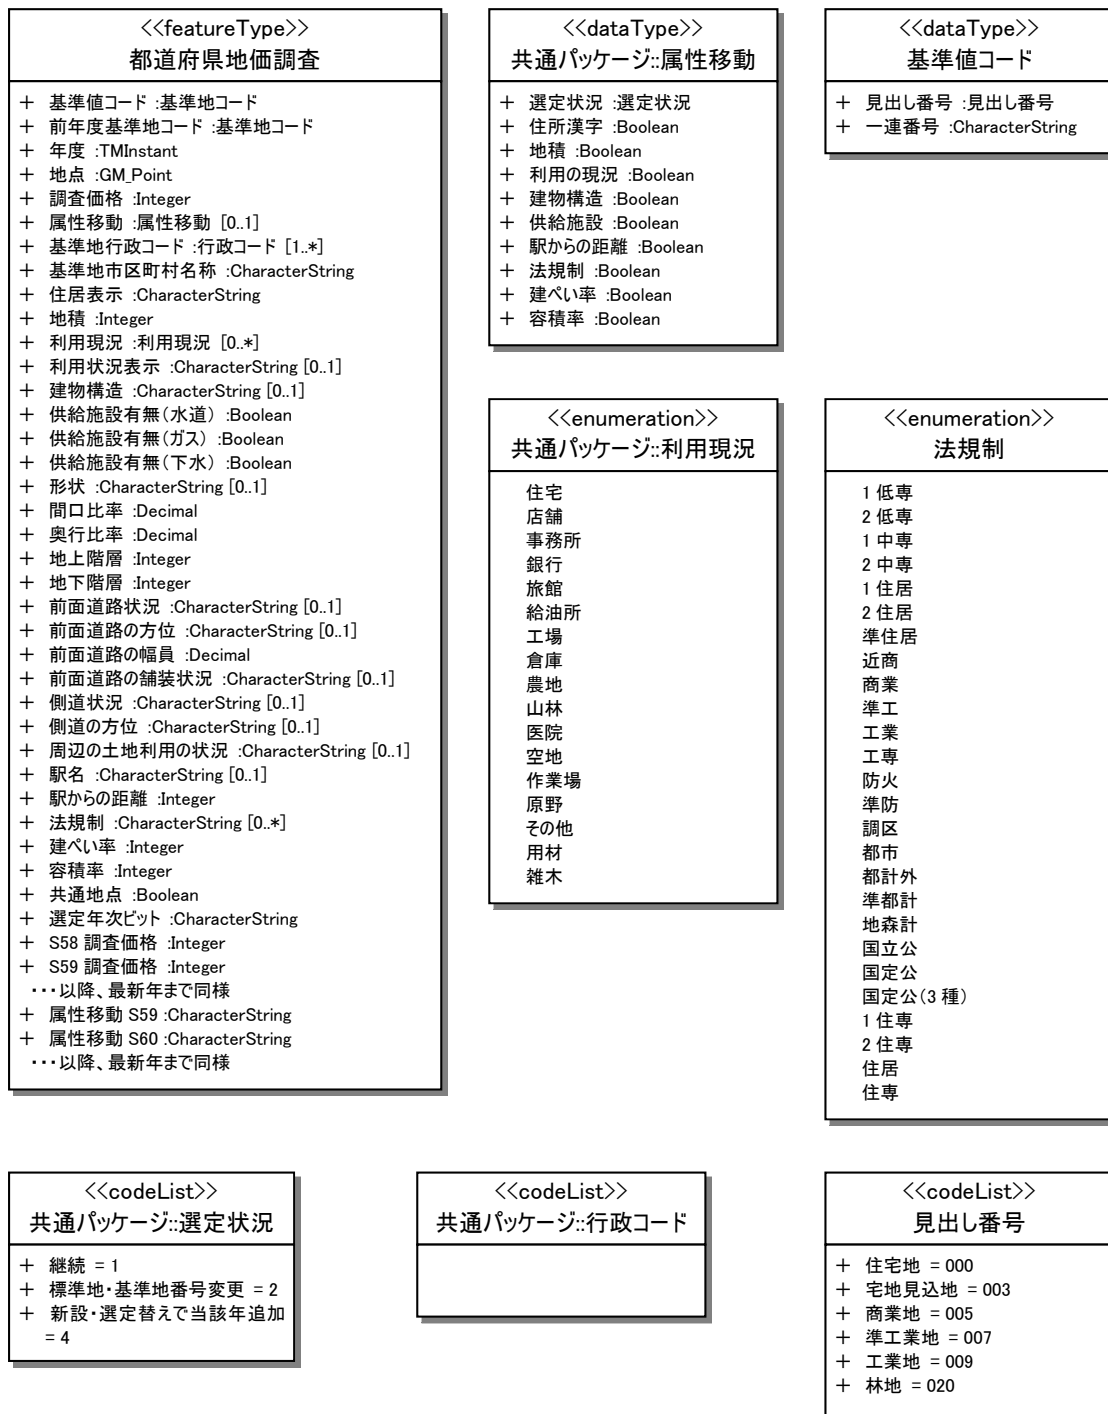 <<featureType>>
都道府県地価調査
+ 基準値コード :基準地コード
+ 前年度基準地コード :基準地コード
+ 年度 :TMInstant
+ 地点 :GM_Point
+ 調査価格 :Integer
+ 属性移動 :属性移動 [0..1]
+ 基準地行政コード :行政コード [1..*]
+ 基準地市区町村名称 :CharacterString
+ 住居表示 :CharacterString
+ 地積 :Integer
+ 利用現況 :利用現況 [0..*]
+ 利用状況表示 :CharacterString [0..1]
+ 建物構造 :CharacterString [0..1]
+ 供給施設有無(水道) :Boolean
+ 供給施設有無(ガス) :Boolean
+ 供給施設有無(下水) :Boolean
+ 形状 :CharacterString [0..1]
+ 間口比率 :Decimal
+ 奥行比率 :Decimal
+ 地上階層 :Integer
+ 地下階層 :Integer
+ 前面道路状況 :CharacterString [0..1]
+ 前面道路の方位 :CharacterString [0..1]
+ 前面道路の幅員 :Decimal
+ 前面道路の舗装状況 :CharacterString [0..1]
+ 側道状況 :CharacterString [0..1]
+ 側道の方位 :CharacterString [0..1]
+ 周辺の土地利用の状況 :CharacterString [0..1]
+ 駅名 :CharacterString [0..1]
+ 駅からの距離 :Integer
+ 法規制 :CharacterString [0..*]
+ 建ぺい率 :Integer
+ 容積率 :Integer
+ 共通地点 :Boolean
+ 選定年次ビット :CharacterString
+ S58 調査価格 :Integer
+ S59 調査価格 :Integer
・・・以降、最新年まで同様
+ 属性移動 S59 :CharacterString
+ 属性移動 S60 :CharacterString
・・・以降、最新年まで同様
<<dataType>>
共通パッケージ::属性移動
+ 選定状況 :選定状況
+ 住所漢字 :Boolean
+ 地積 :Boolean
+ 利用の現況 :Boolean
+ 建物構造 :Boolean
+ 供給施設 :Boolean
+ 駅からの距離 :Boolean
+ 法規制 :Boolean
+ 建ぺい率 :Boolean
+ 容積率 :Boolean
<<dataType>>
基準値コード
+ 見出し番号 :見出し番号
+ 一連番号 :CharacterString
<<enumeration>>
共通パッケージ::利用現況
住宅
店舗
事務所
銀行
旅館
給油所
工場
倉庫
農地
山林
医院
空地
作業場
原野
その他
用材
雑木
<<enumeration>>
法規制
1 低専
2 低専
1 中専
2 中専
1 住居
2 住居
準住居
近商
商業
準工
工業
工専
防火
準防
調区
都市
都計外
準都計
地森計
国立公
国定公
国定公(3 種)
1 住専
2 住専
住居
住専
<<codeList>>
共通パッケージ::選定状況
+ 継続 = 1
+ 標準地・基準地番号変更 = 2
+ 新設・選定替えで当該年追加
= 4
<<codeList>>
共通パッケージ::行政コード
<<codeList>>
見出し番号
+ 住宅地 = 000
+ 宅地見込地 = 003
+ 商業地 = 005
+ 準工業地 = 007
+ 工業地 = 009
+ 林地 = 020